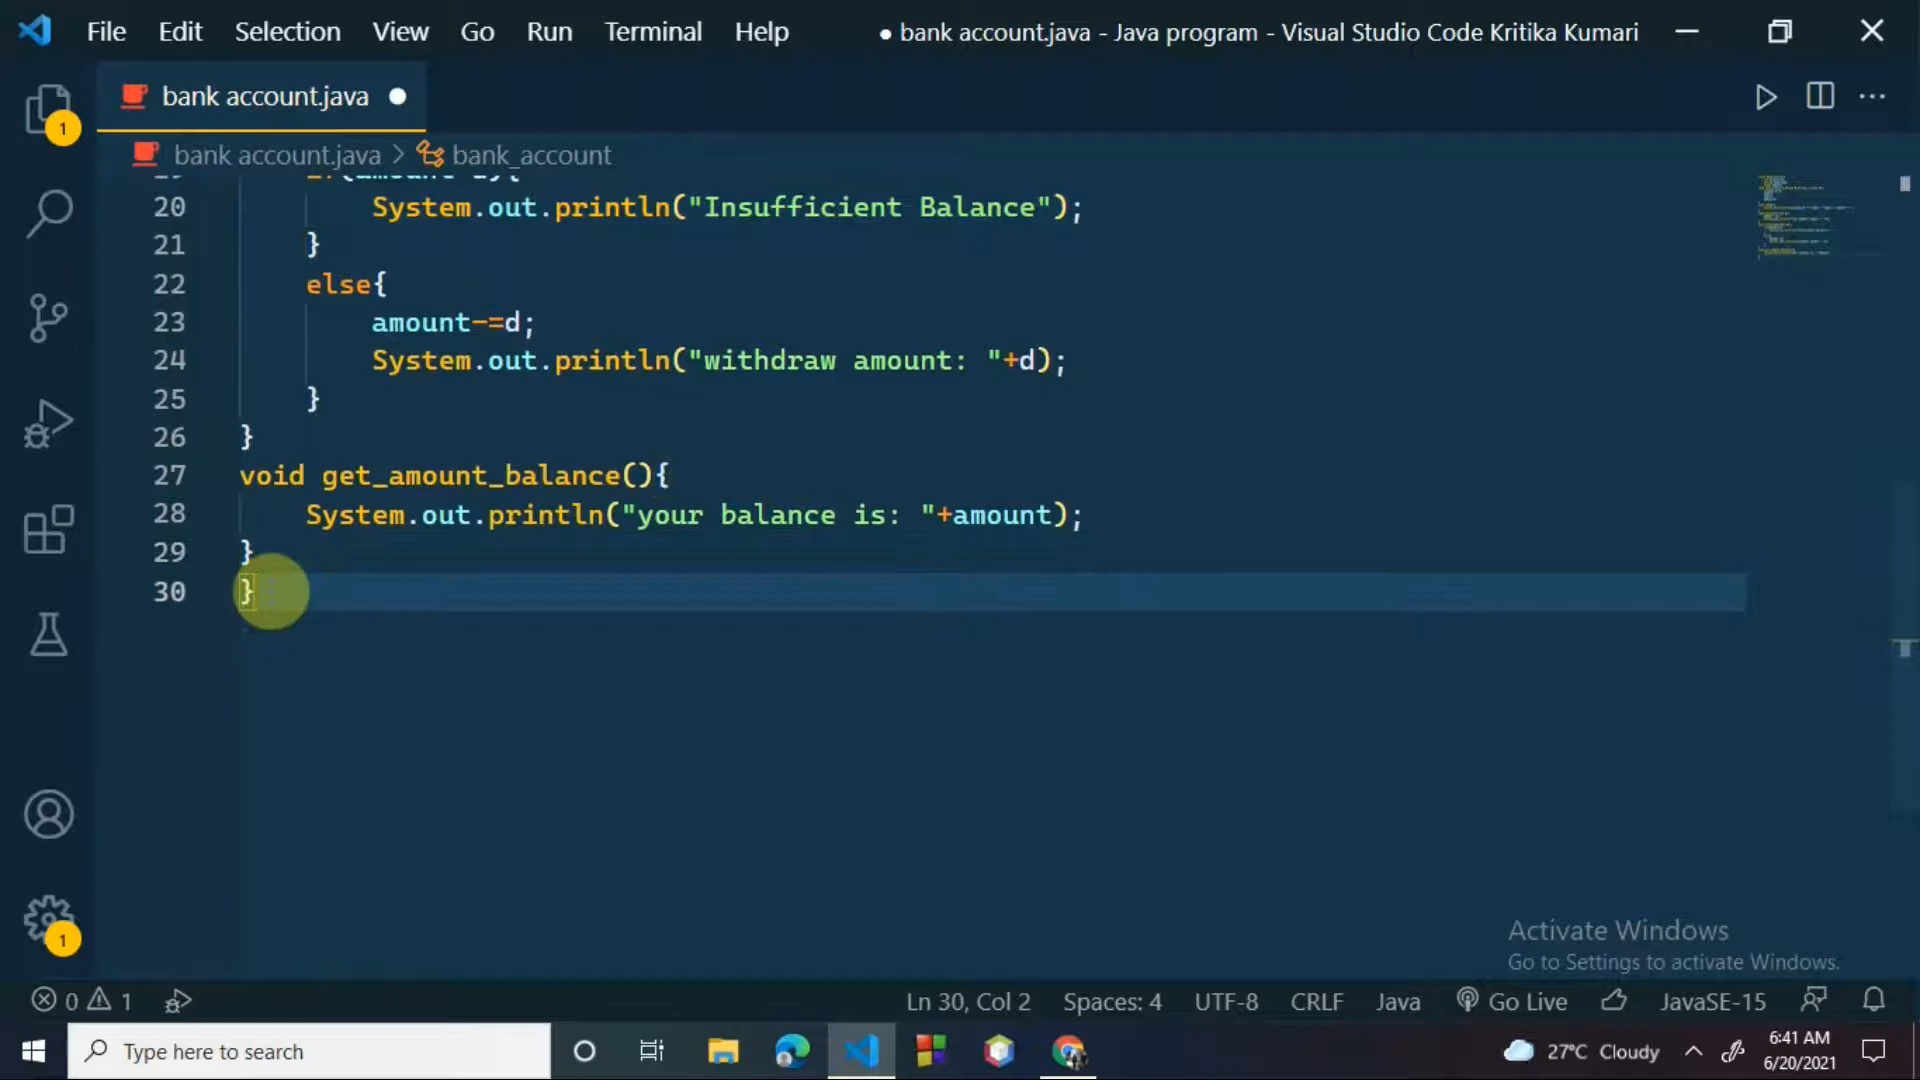 File Edit Selection View Go Run Terminal Help ● bank account.java - Java program - Visual Studio Code Kritika Kumari
bank account.java
1
bank account.java > bank_account
20 System.out.println("Insufficient Balance");
21 }
22 else{
23 amount-=d;
24 System.out.println("withdraw amount: "+d);
25 }
26 }
27 void get_amount_balance(){
28 System.out.println("your balance is: "+amount);
29 }
30 }
1
Activate Windows
Go to Settings to activate Windows.
0 1 Ln 30, Col 2 Spaces: 4 UTF-8 CRLF Java Go Live JavaSE-15
Type here to search 27°C Cloudy 6:41 AM
6/20/2021